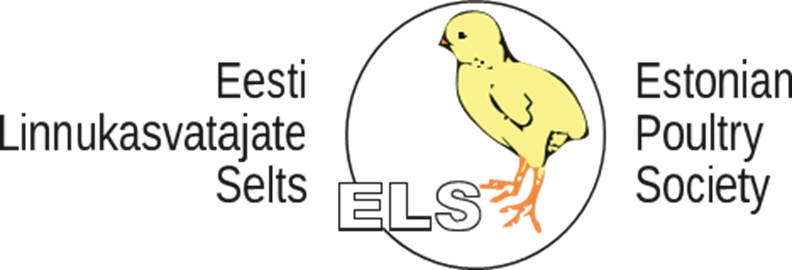 Eesti
Linnukasvatajate
Selts
ELS
Estonian
Poultry
Society